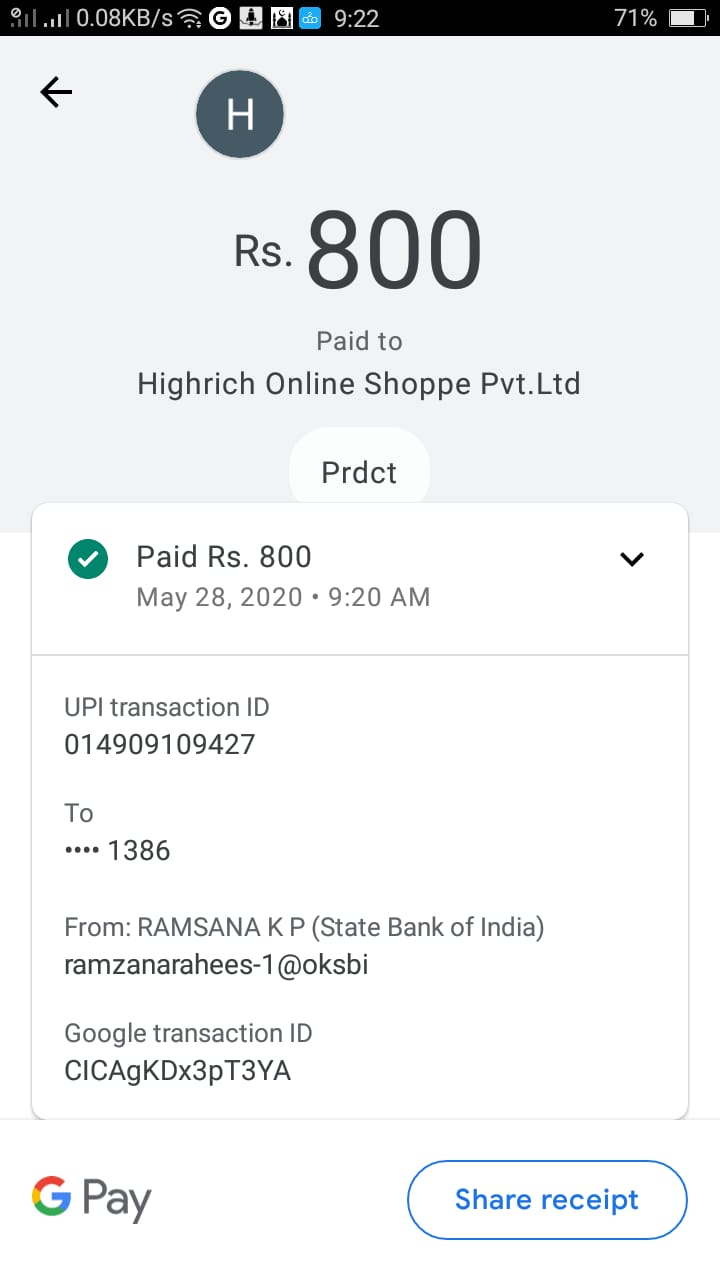 0.08KB/s G 9:22 71%
H
Rs. 800
Paid to
Highrich Online Shoppe Pvt.Ltd
Prdct
Paid Rs. 800
May 28, 2020 • 9:20 AM
UPI transaction ID
014909109427
To
•••• 1386
From: RAMSANA K P (State Bank of India)
ramzanarahees-1@oksbi
Google transaction ID
CICAgKDx3pT3YA
G Pay
Share receipt